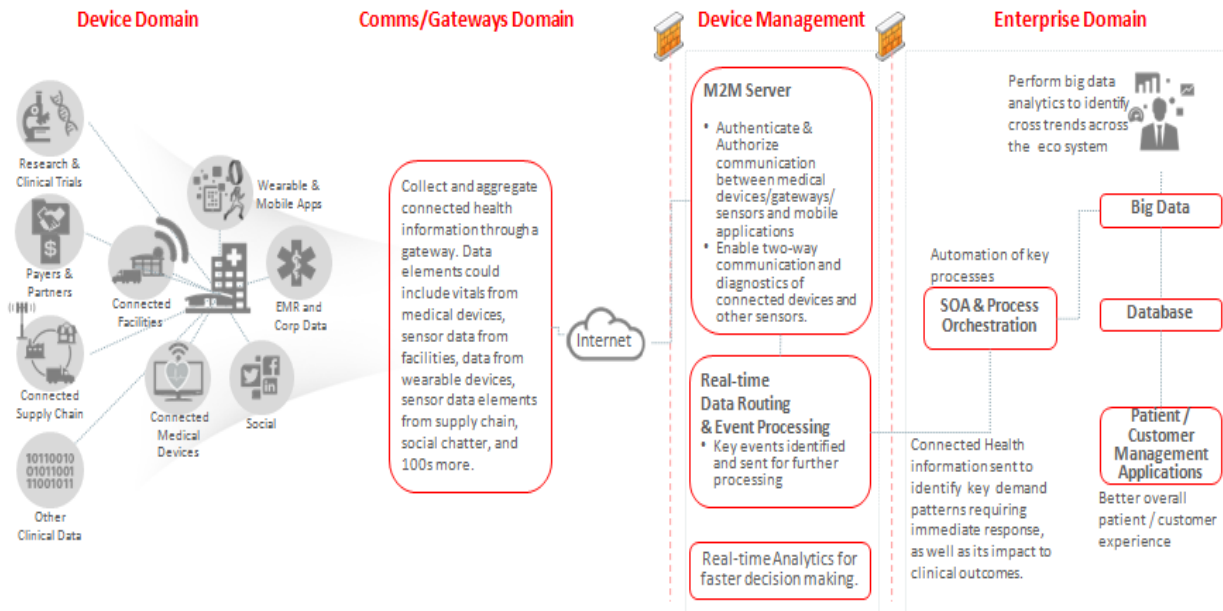 Device Domain
Comms/Gateways Domain
Device Management
Enterprise Domain
Research &
Clinical Trials
Wearable &
Mobile Apps
Payers &
Partners
Connected
Facilities
EMR and
Corp Data
Connected
Supply Chain
Connected
Medical
Devices
Social
10110010
01011001
11001011
Other
Clinical Data
Collect and aggregate
connected health
information through a
gateway. Data
elements could
include vitals from
medical devices,
sensor data from
facilities, data from
wearable devices,
sensor data elements
from supply chain,
social chatter, and
100s more.
Internet
M2M Server
• Authenticate &
Authorize
communication
between medical
devices/gateways/
sensors and mobile
applications
• Enable two-way
communication and
diagnostics of
connected devices and
other sensors.
Real-time
Data Routing
& Event Processing
• Key events identified
and sent for further
processing
Real-time Analytics for
faster decision making.
Perform big data
analytics to identify
cross trends across
the eco system
Big Data
Automation of key
processes
SOA & Process
Orchestration
Database
Connected Health
information sent to
identify key demand
patterns requiring
immediate response,
as well as its impact to
clinical outcomes.
Patient /
Customer
Management
Applications
Better overall
patient / customer
experience